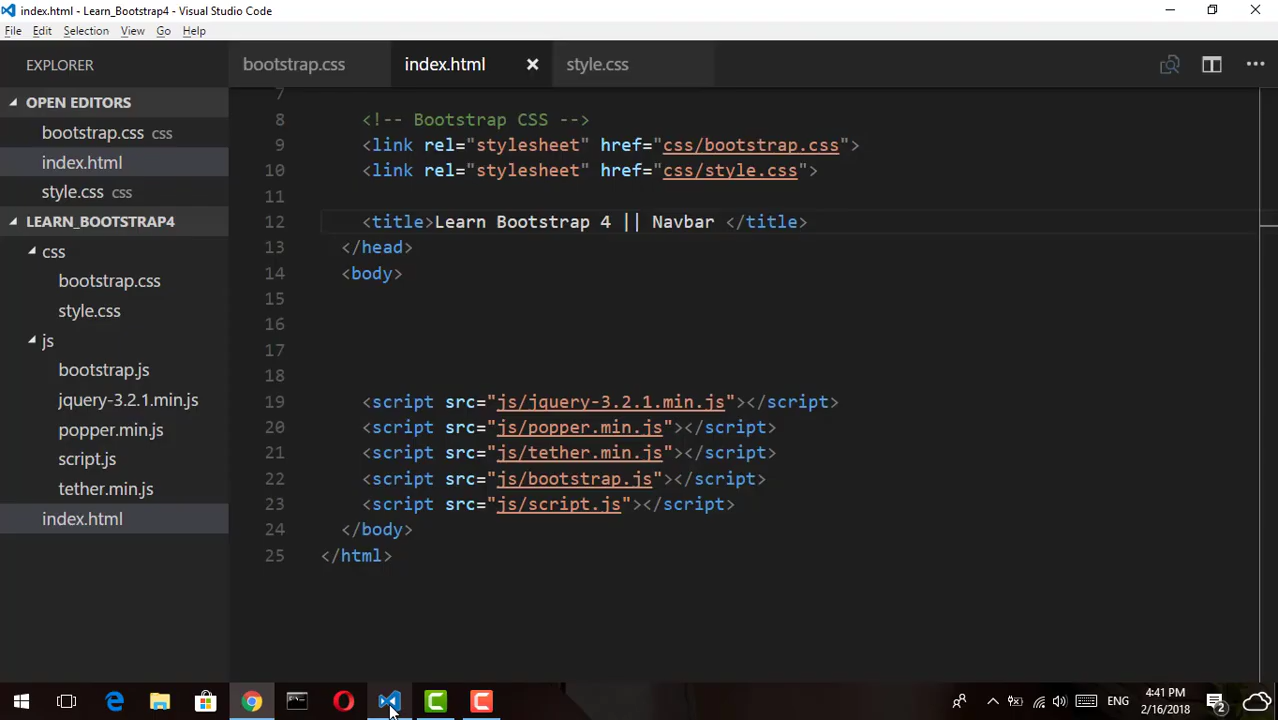 index.html - Learn_Bootstrap4 - Visual Studio Code
File Edit Selection View Go Help
EXPLORER
bootstrap.css index.html style.css
OPEN EDITORS
bootstrap.css css
index.html
style.css css
LEARN_BOOTSTRAP4
css
bootstrap.css
style.css
js
bootstrap.js
jquery-3.2.1.min.js
popper.min.js
script.js
tether.min.js
index.html
7
8 <!-- Bootstrap CSS -->
9 <link rel="stylesheet" href="css/bootstrap.css">
10 <link rel="stylesheet" href="css/style.css">
11
12 <title>Learn Bootstrap 4 || Navbar </title>
13 </head>
14 <body>
15
16
17
18
19 <script src="js/jquery-3.2.1.min.js"></script>
20 <script src="js/popper.min.js"></script>
21 <script src="js/tether.min.js"></script>
22 <script src="js/bootstrap.js"></script>
23 <script src="js/script.js"></script>
24 </body>
25 </html>
ENG
4:41 PM
2/16/2018
2